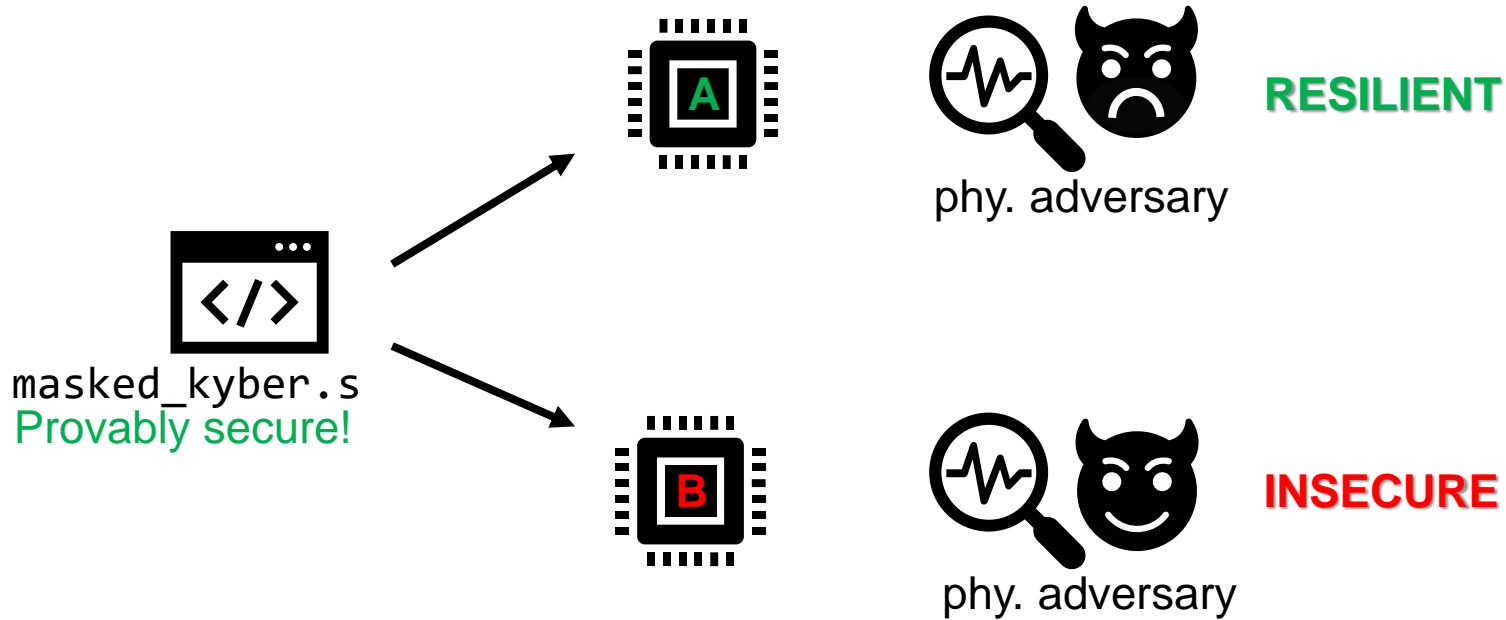 A
RESILIENT
phy. adversary
</>
masked_kyber.s
Provably secure!
B
INSECURE
phy. adversary